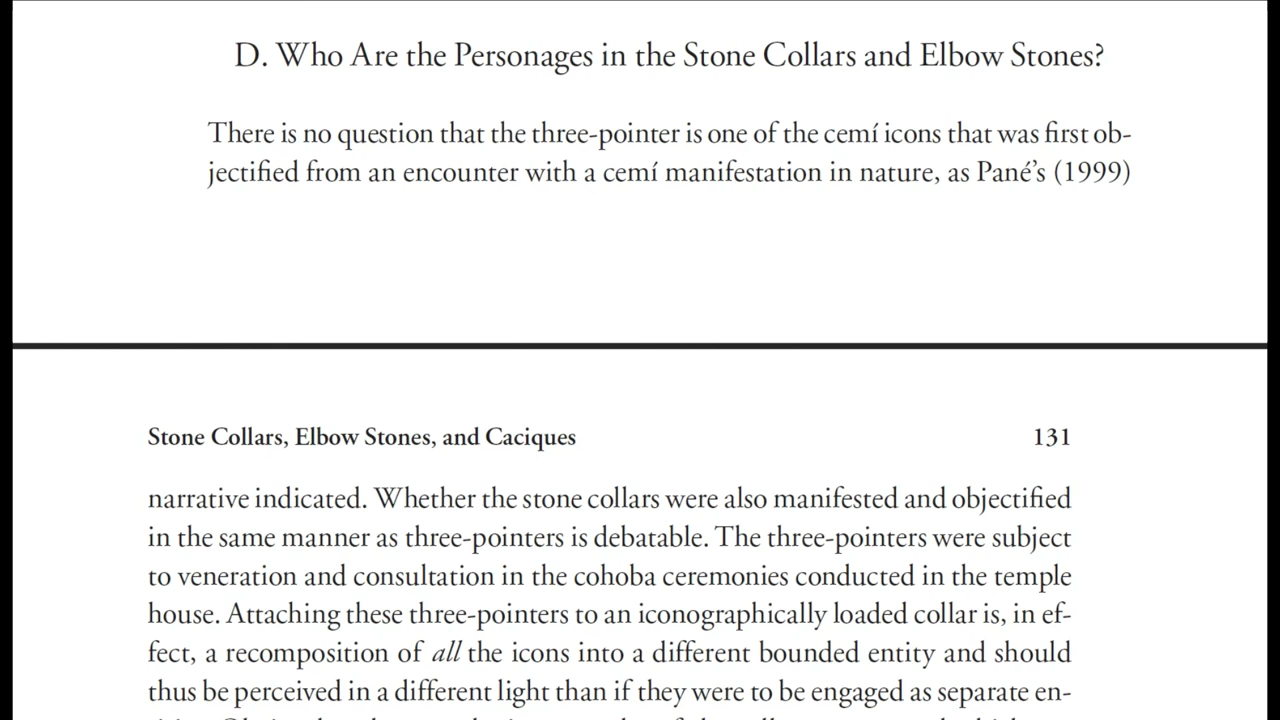 D. Who Are the Personages in the Stone Collars and Elbow Stones?
There is no question that the three-pointer is one of the cemí icons that was first ob-
jectified from an encounter with a cemí manifestation in nature, as Pané’s (1999)
Stone Collars, Elbow Stones, and Caciques 131
narrative indicated. Whether the stone collars were also manifested and objectified
in the same manner as three-pointers is debatable. The three-pointers were subject
to veneration and consultation in the cohoba ceremonies conducted in the temple
house. Attaching these three-pointers to an iconographically loaded collar is, in ef-
fect, a recomposition of all the icons into a different bounded entity and should
thus be perceived in a different light than if they were to be engaged as separate en-